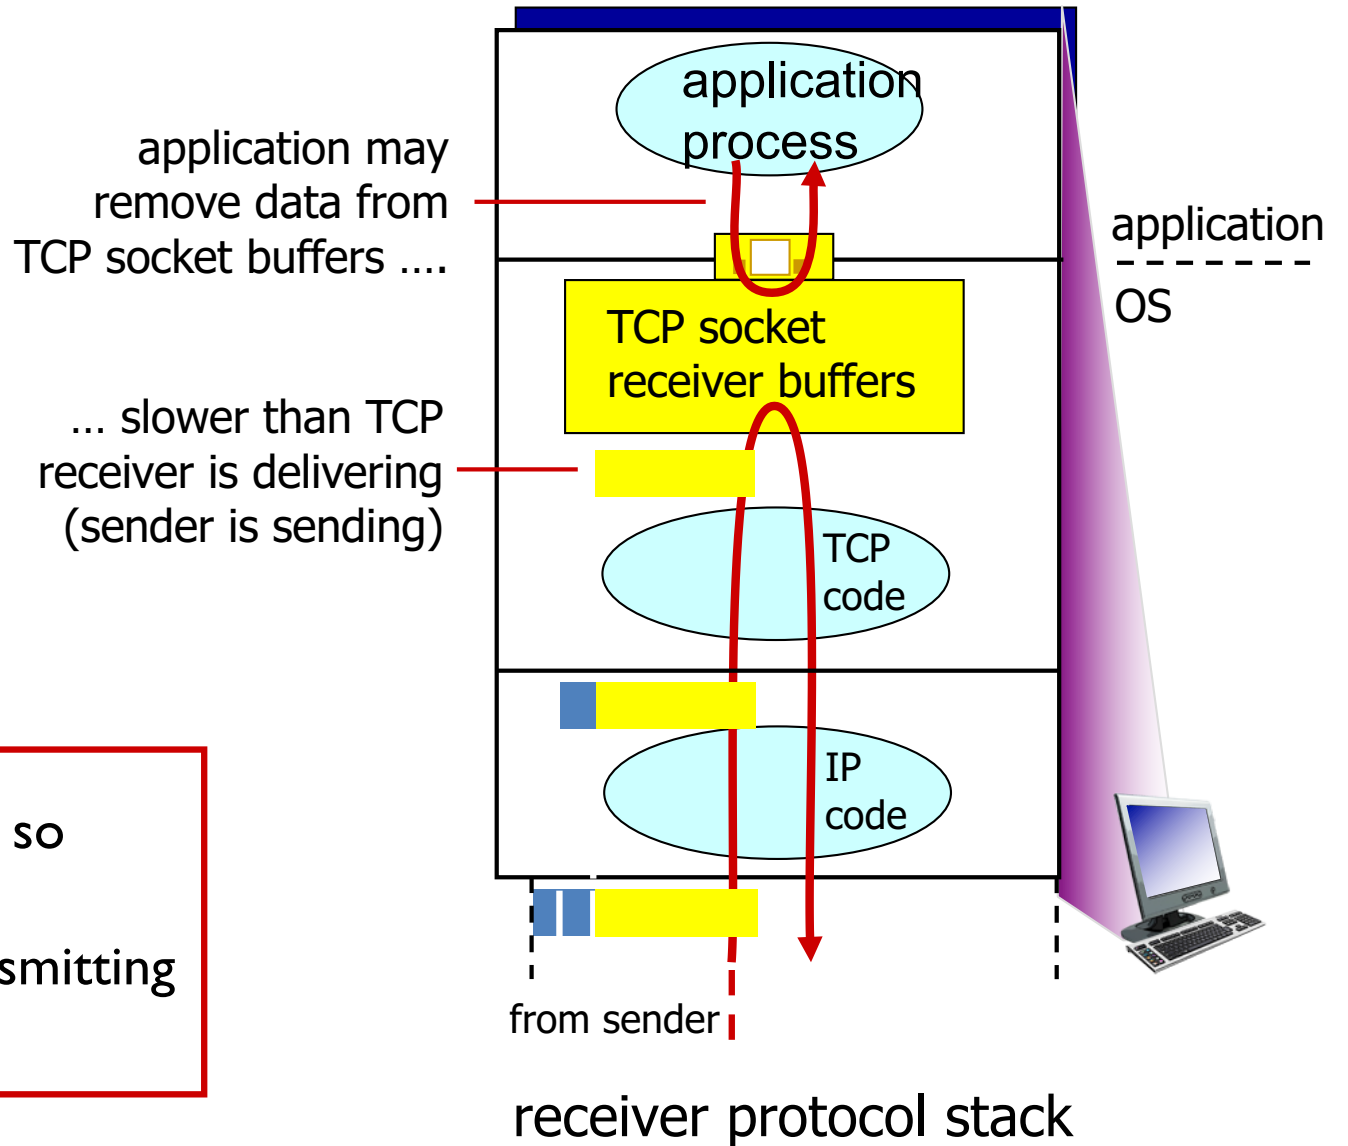 application
process
application may
remove data from
TCP socket buffers ....
application
OS
TCP socket
receiver buffers
... slower than TCP
receiver is delivering
(sender is sending)
TCP
code
IP
code
so
smitting
from sender
receiver protocol stack